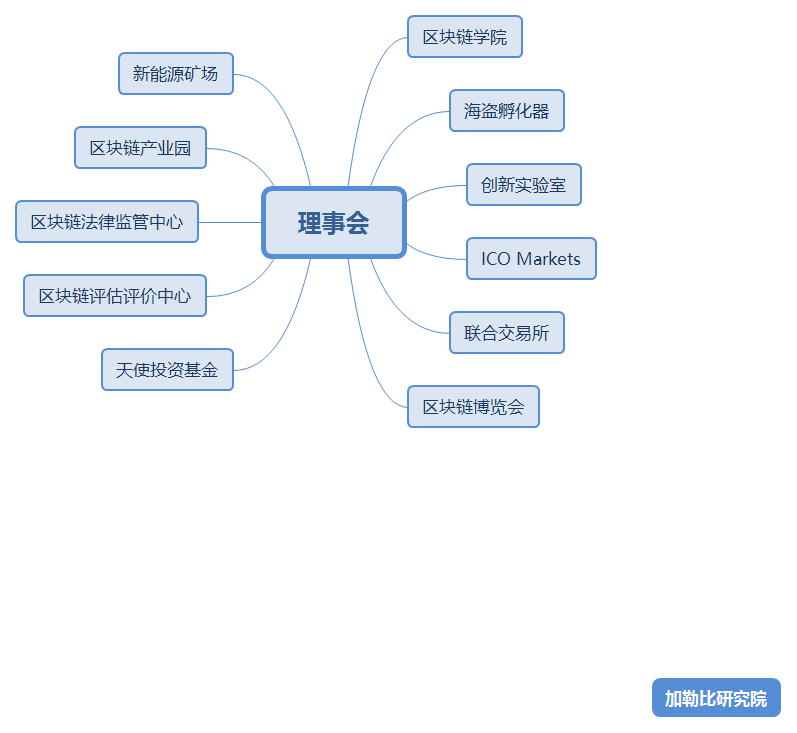 理事会
区块链学院
海盗孵化器
创新实验室
ICO Markets
联合交易所
区块链博览会
新能源矿场
区块链产业园
区块链法律监管中心
区块链评估评价中心
天使投资基金
加勒比研究院